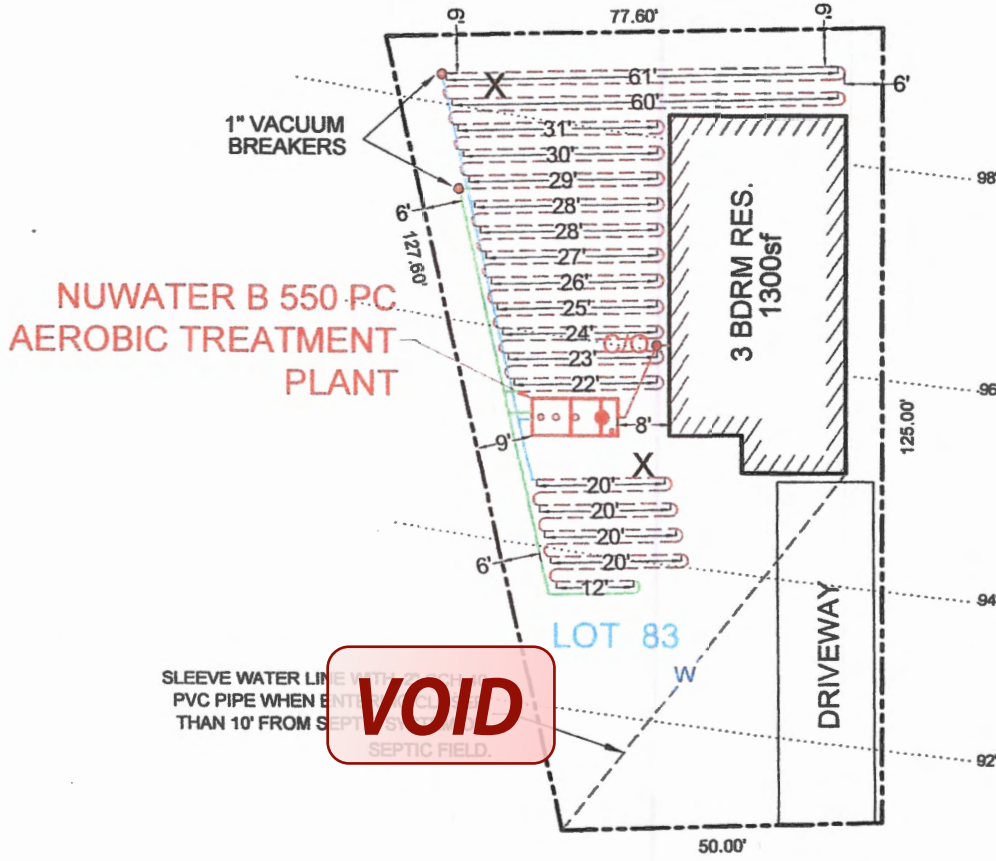 6'
77.60'
6'
61'
6'
60'
1" VACUUM
BREAKERS
X
31'
30'
29'
28'
28'
27'
26'
25'
24'
23'
22'
6'
127.60'
98'
3 BDRM RES.
1300sf
NUWATER B 550 PC
AEROBIC TREATMENT
PLANT
C/O
96'
125.00'
8'
9'
X
20'
20'
20'
20'
12'
6'
94'
LOT 83
W
DRIVEWAY
SLEEVE WATER LINE WITH
PVC PIPE WHEN
THAN 10' FROM
SEPTIC FIELD.
VOID
92'
50.00'